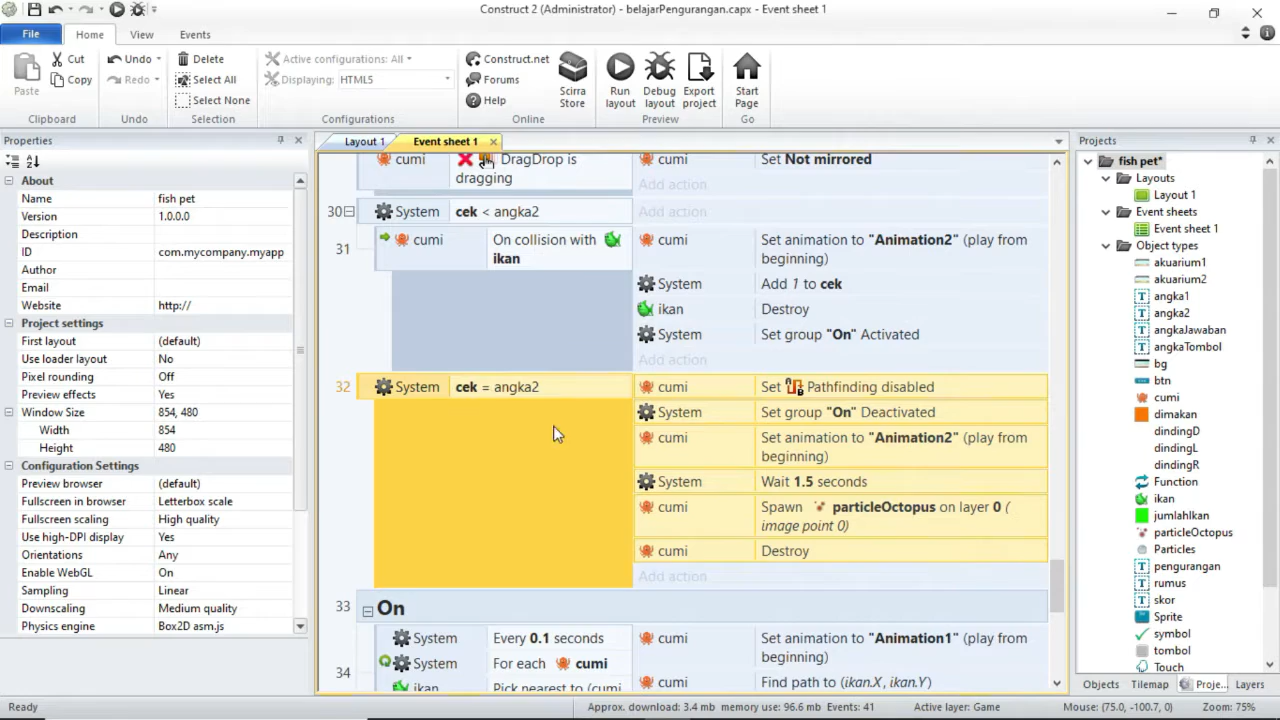 Construct 2 (Administrator) - belajarPengurangan.capx - Event sheet 1
File Home View Events
Paste
Cut
Copy
Clipboard
Undo
Redo
Undo
Delete
Select All
Select None
Selection
Active configurations: All
Displaying: HTML5
Configurations
Construct.net
Forums
Help
Scirra
Store
Online
Run
layout
Debug
layout
Export
project
Preview
Start
Page
Go
Properties
About
Name fish pet
Version 1.0.0.0
Description
ID com.mycompany.myapp
Author
Email
Website http://
Project settings
First layout (default)
Use loader layout No
Pixel rounding Off
Preview effects Yes
Window Size 854, 480
Width 854
Height 480
Configuration Settings
Preview browser (default)
Fullscreen in browser Letterbox scale
Fullscreen scaling High quality
Use high-DPI display Yes
Orientations Any
Enable WebGL On
Sampling Linear
Downscaling Medium quality
Physics engine Box2D asm.js
Layout 1 Event sheet 1
cumi DragDrop is
dragging
cumi Set Not mirrored
Add action
30 System cek < angka2 Add action
31 cumi On collision with
ikan
cumi Set animation to "Animation2" (play from
beginning)
System Add 1 to cek
ikan Destroy
System Set group "On" Activated
Add action
32 System cek = angka2 cumi Set Pathfinding disabled
System Set group "On" Deactivated
cumi Set animation to "Animation2" (play from
beginning)
System Wait 1.5 seconds
cumi Spawn particleOctopus on layer 0 (
image point 0)
cumi Destroy
Add action
33 On
34 System Every 0.1 seconds
System For each cumi
ikan Pick nearest to (cumi
cumi Set animation to "Animation1" (play from
beginning)
cumi Find path to (ikan.X, ikan.Y)
Projects
fish pet*
Layouts
Layout 1
Event sheets
Event sheet 1
Object types
akuarium1
akuarium2
angka1
angka2
angkaJawaban
angkaTombol
bg
btn
cumi
dimakan
dindingD
dindingL
dindingR
Function
ikan
jumlahIkan
particleOctopus
Particles
pengurangan
rumus
skor
Sprite
symbol
tombol
Touch
Objects Tilemap Proje... Layers
Ready Approx. download: 3.4 mb memory use: 96.6 mb Events: 41 Active layer: Game Mouse: (75.0, -100.7, 0) Zoom: 75%